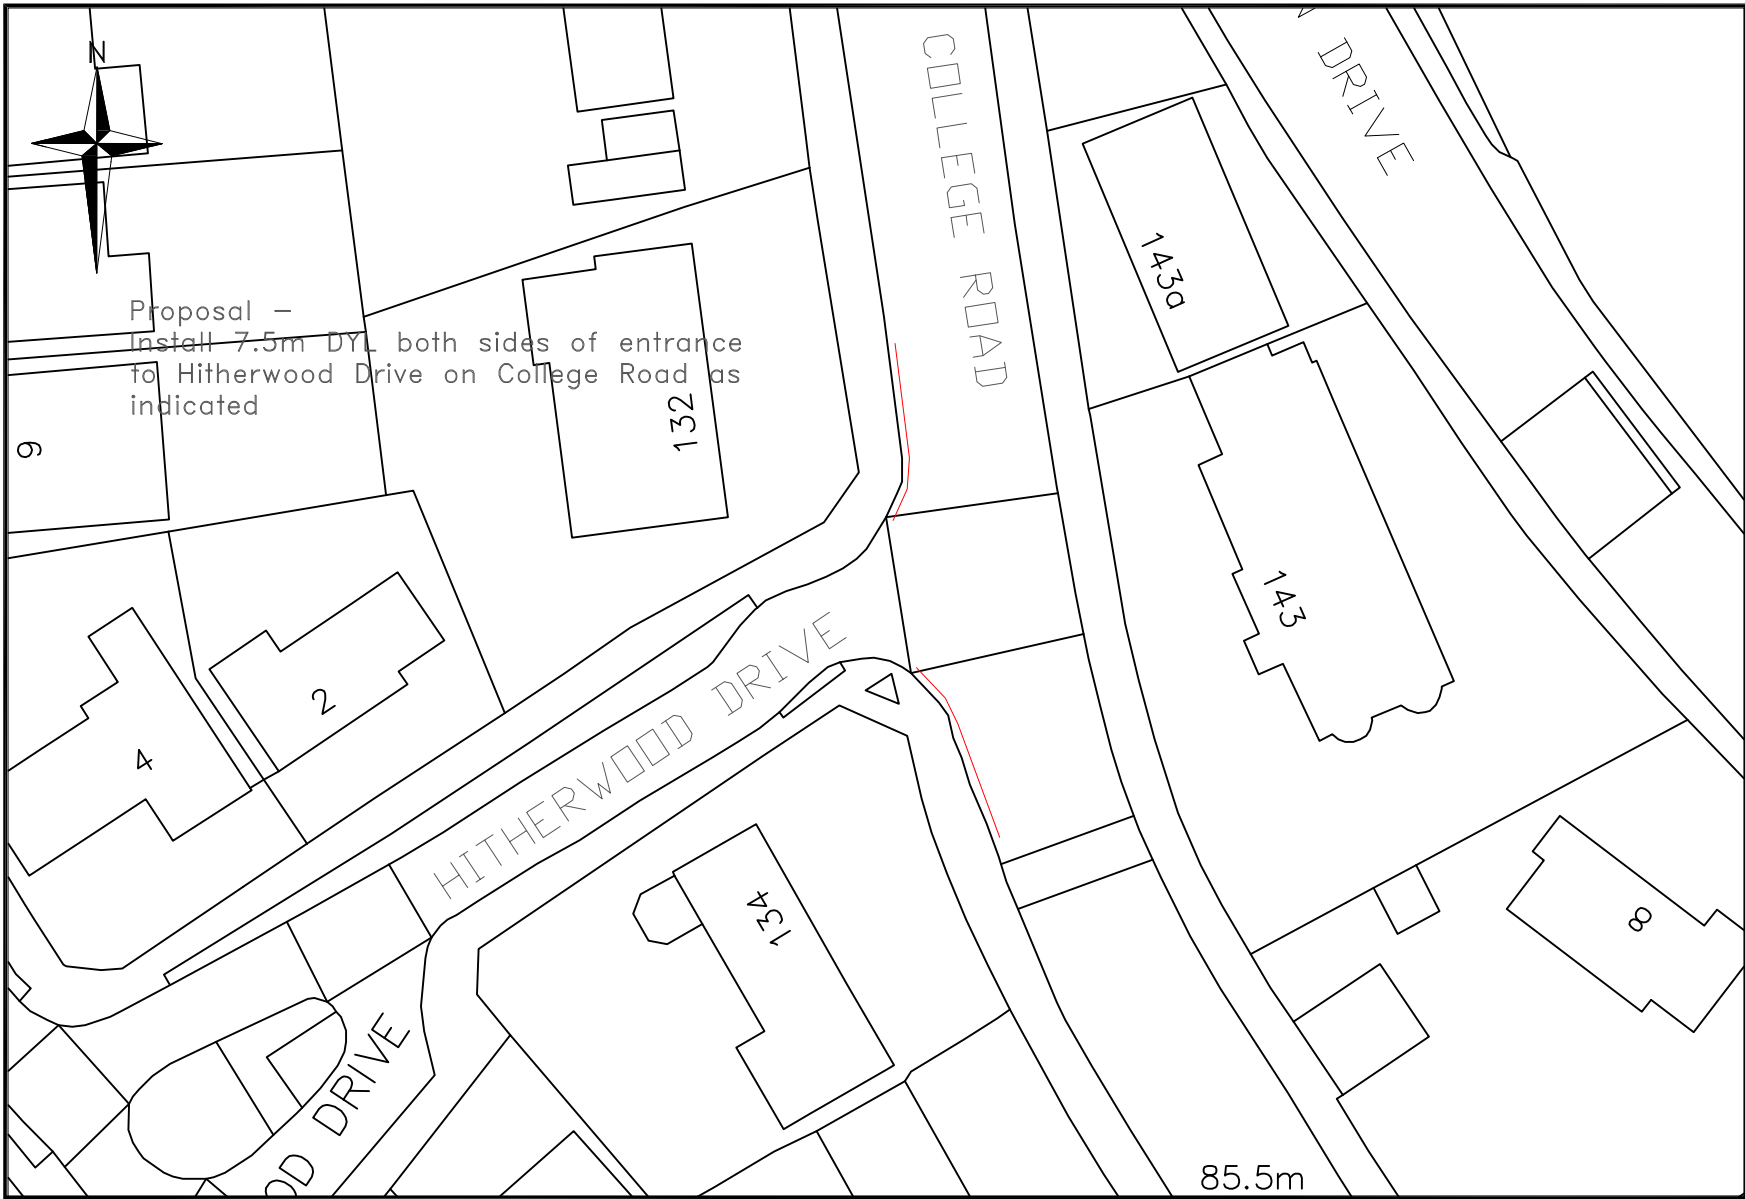 N
COLLEGE ROAD
DRIVE
143a
Proposal –
Install 7.5m DYL both sides of entrance
to Hitherwood Drive on College Road as
indicated
132
9
143
2
4
HITHERWOOD DRIVE
134
8
OD DRIVE
85.5m